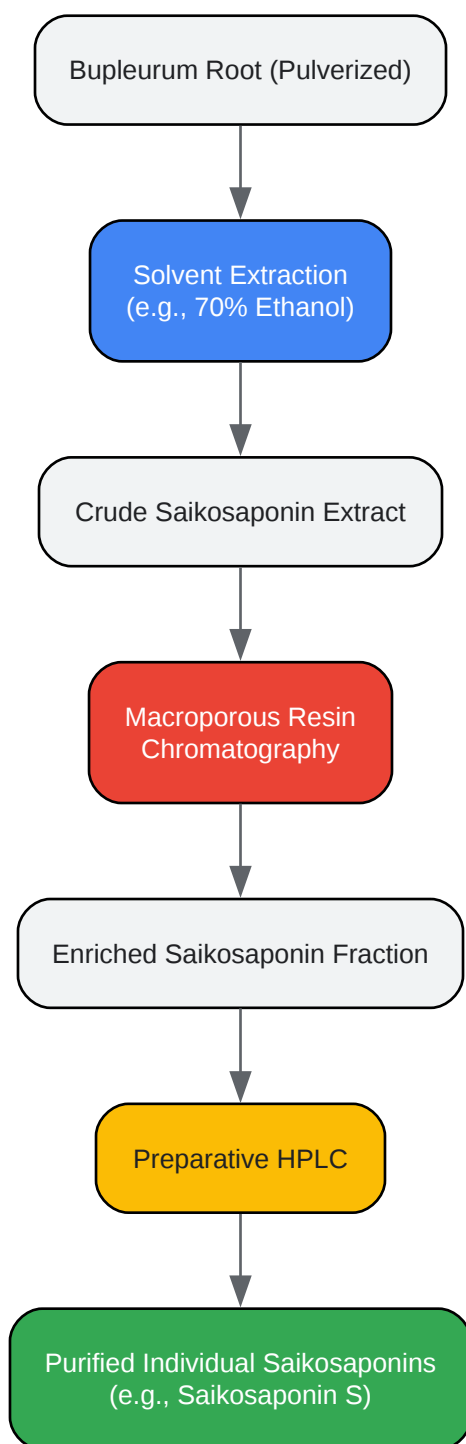 Bupleurum Root (Pulverized)
Solvent Extraction
(e.g., 70% Ethanol)
Crude Saikosaponin Extract
Macroporous Resin
Chromatography
Enriched Saikosaponin Fraction
Preparative HPLC
Purified Individual Saikosaponins
(e.g., Saikosaponin S)